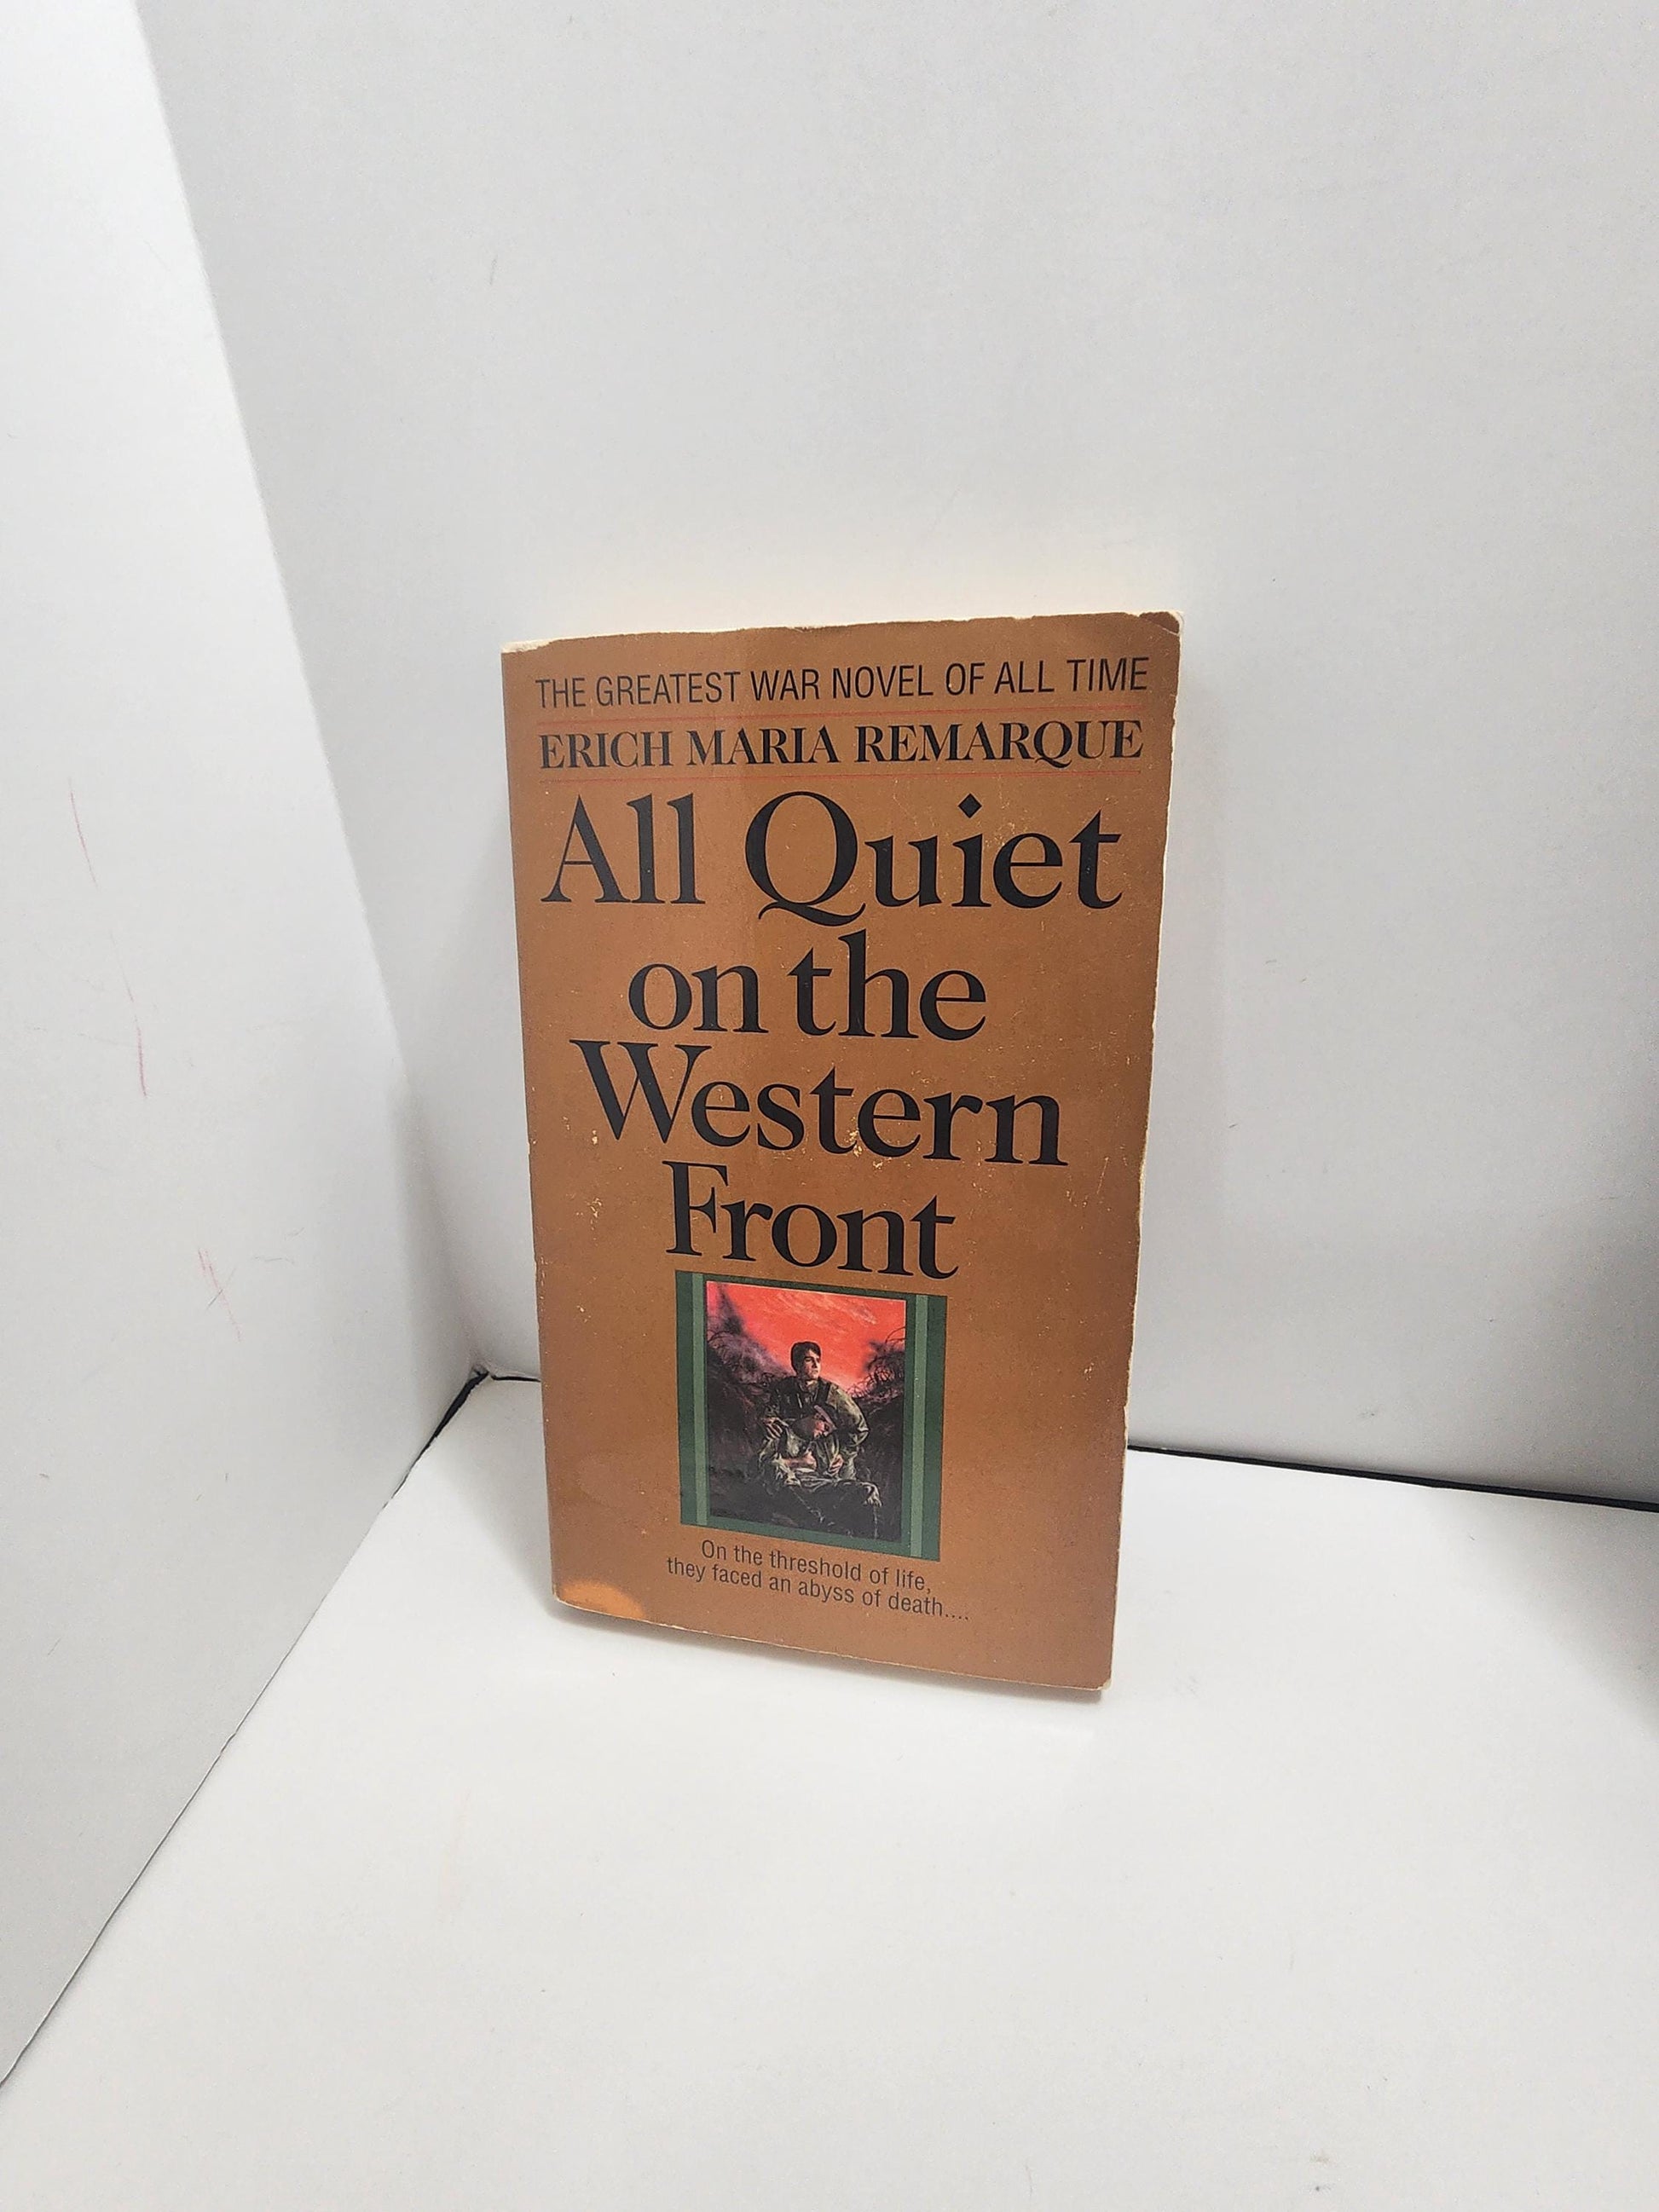 THE GREATEST WAR NOVEL OF ALL TIME
ERICH MARIA REMARQUE
All Quiet
on the
Western
Front
On the threshold of life,
they faced an abyss of death....